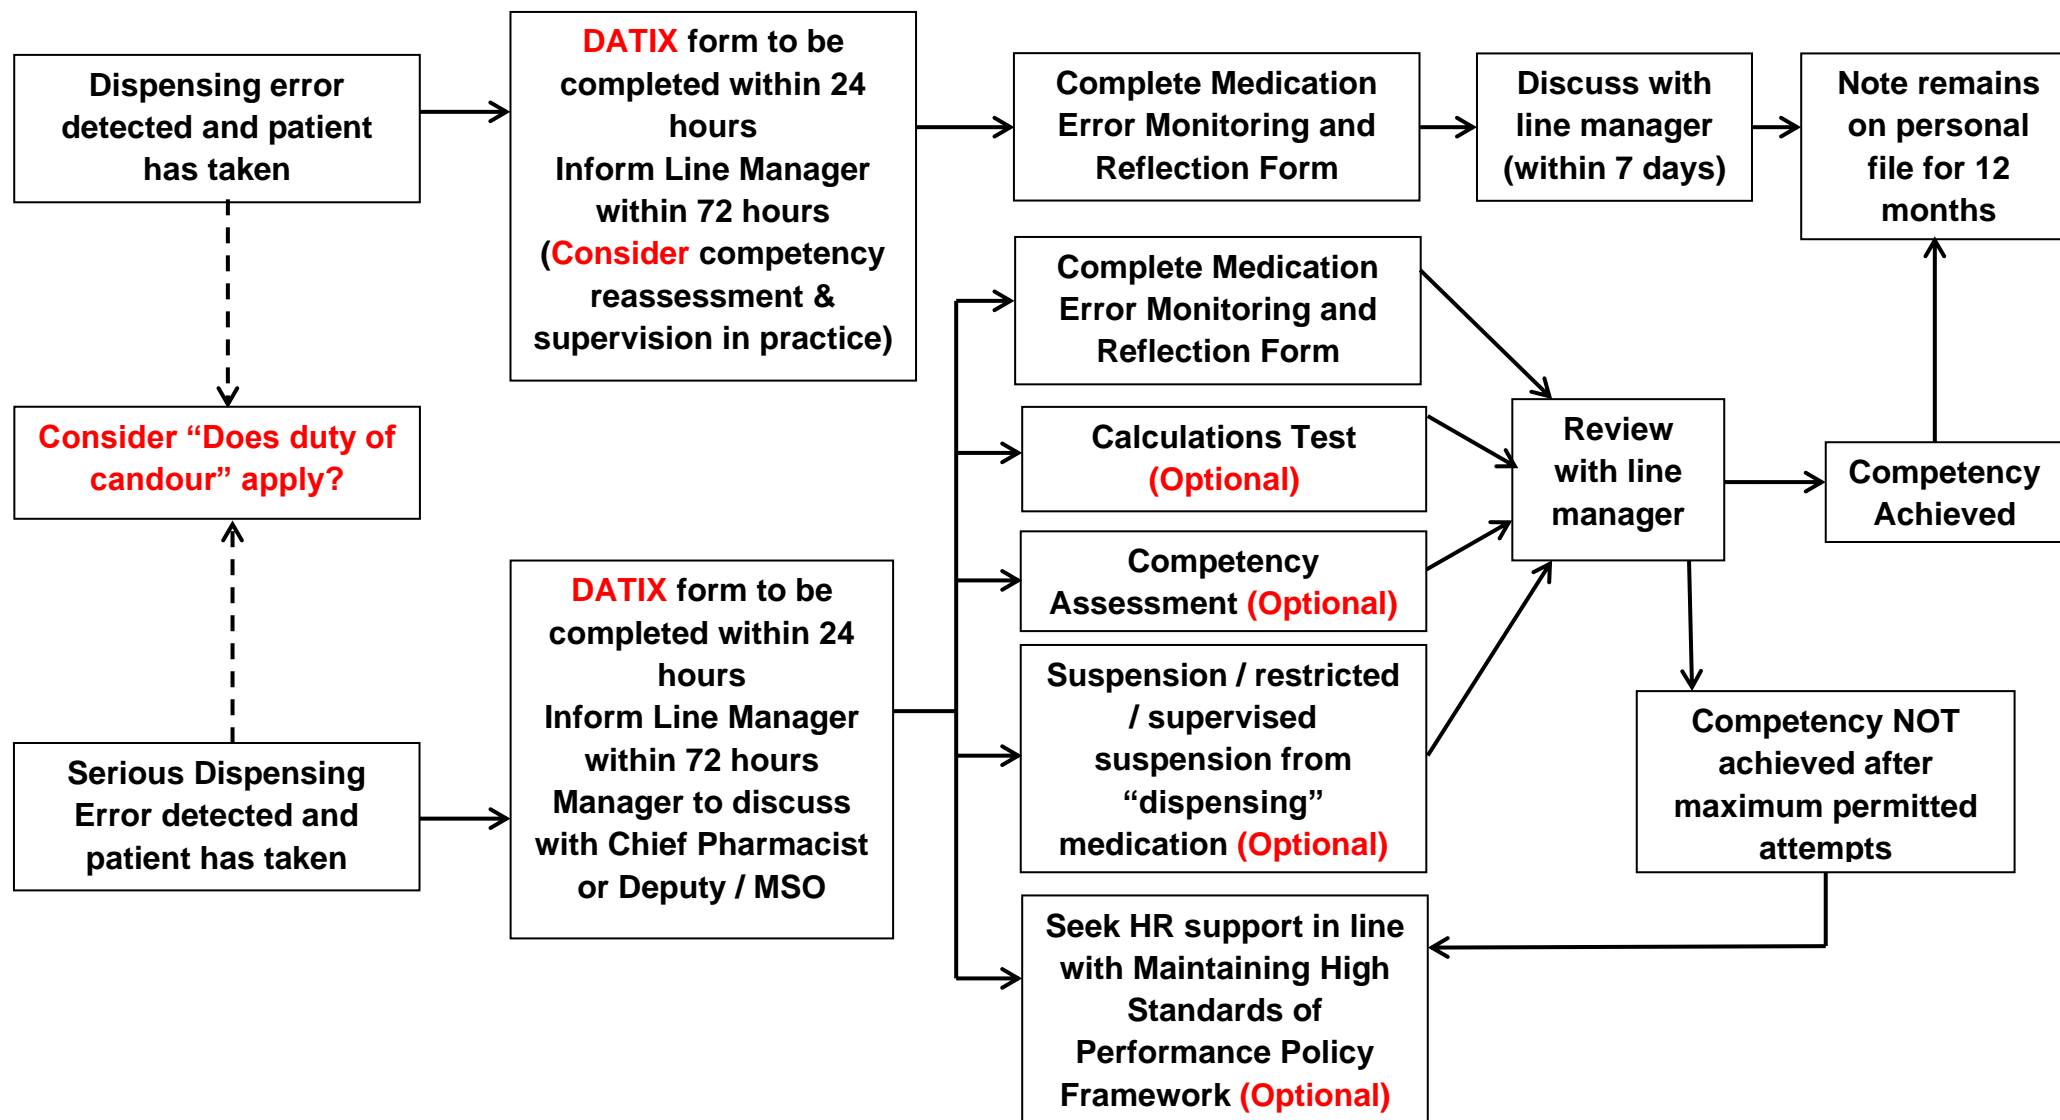 Dispensing error
detected and patient
has taken
DATIX form to be
completed within 24
hours
Inform Line Manager
within 72 hours
(Consider competency
reassessment &
supervision in practice)
Complete Medication
Error Monitoring and
Reflection Form
Discuss with
line manager
(within 7 days)
Note remains
on personal
file for 12
months
Consider “Does duty of
candour” apply?
Serious Dispensing
Error detected and
patient has taken
DATIX form to be
completed within 24
hours
Inform Line Manager
within 72 hours
Manager to discuss
with Chief Pharmacist
or Deputy / MSO
Complete Medication
Error Monitoring and
Reflection Form
Calculations Test
(Optional)
Competency
Assessment (Optional)
Suspension / restricted
/ supervised
suspension from
“dispensing”
medication (Optional)
Seek HR support in line
with Maintaining High
Standards of
Performance Policy
Framework (Optional)
Review
with line
manager
Competency
Achieved
Competency NOT
achieved after
maximum permitted
attempts